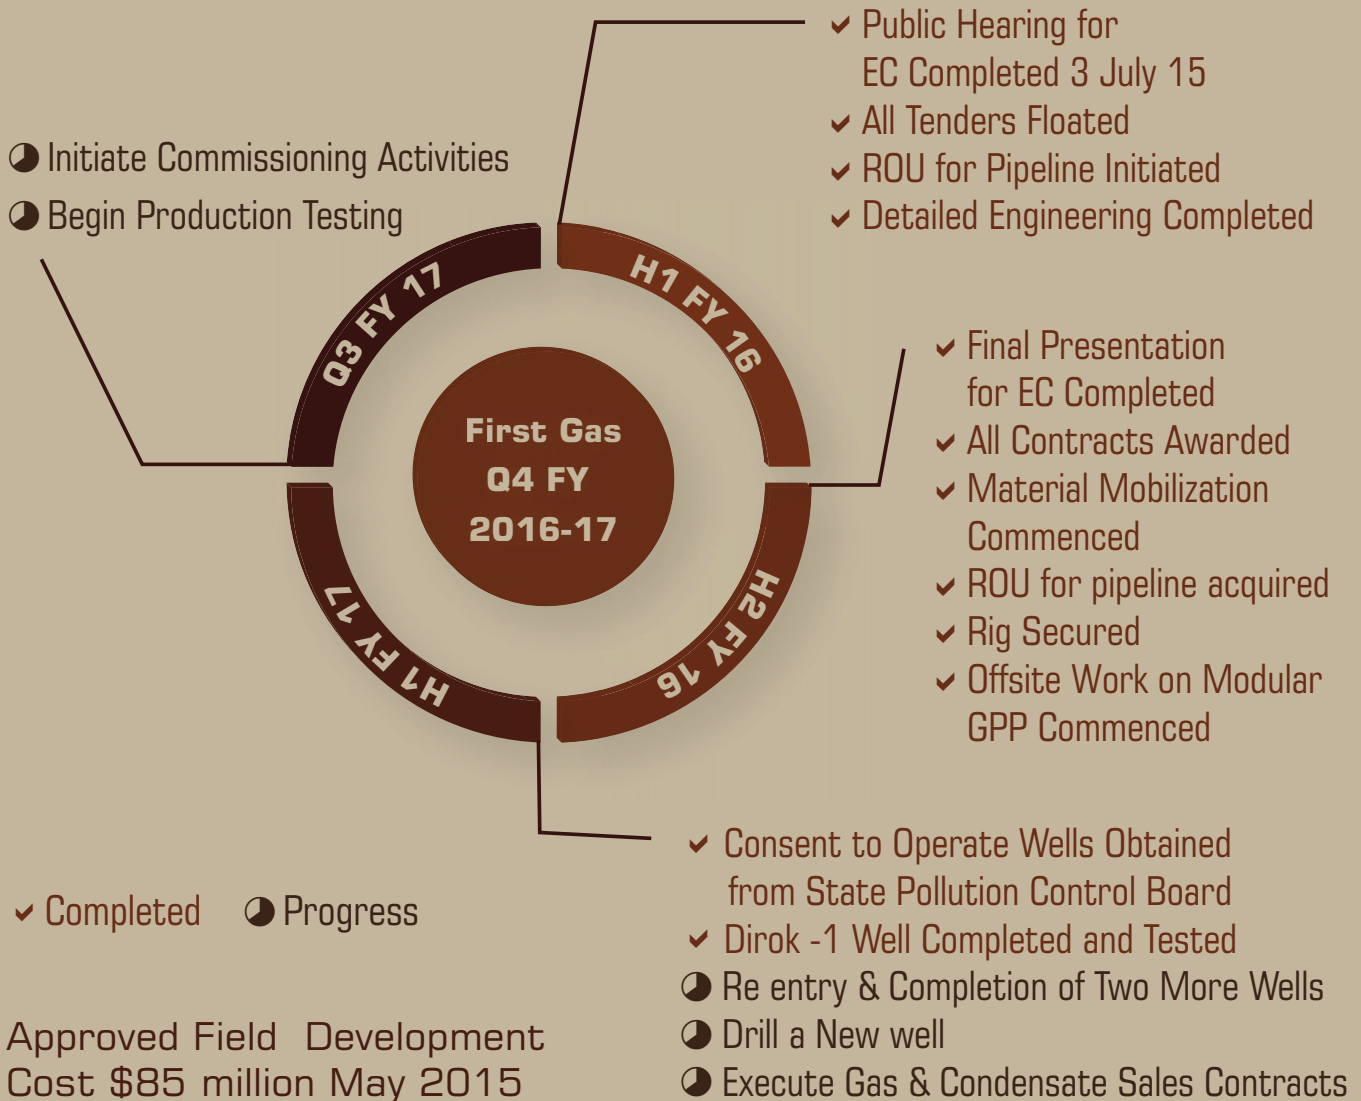 Public Hearing for
EC Completed 3 July 15
All Tenders Floated
ROU for Pipeline Initiated
Detailed Engineering Completed
Initiate Commissioning Activities
Begin Production Testing
Q3 FY 17
H1 FY 16
First Gas
Q4 FY
2016-17
H1 FY 17
H2 FY 16
Final Presentation
for EC Completed
All Contracts Awarded
Material Mobilization
Commenced
ROU for pipeline acquired
Rig Secured
Offsite Work on Modular
GPP Commenced
Consent to Operate Wells Obtained
from State Pollution Control Board
Dirok -1 Well Completed and Tested
Re entry & Completion of Two More Wells
Drill a New well
Execute Gas & Condensate Sales Contracts
Completed
Progress
Approved Field Development
Cost $85 million May 2015